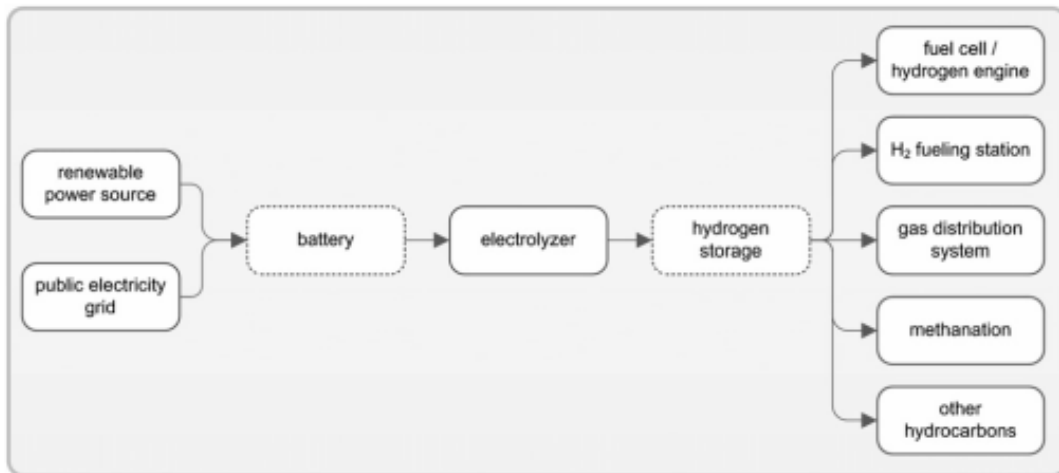 renewable
power source
public electricity
grid
battery
electrolyzer
hydrogen
storage
fuel cell /
hydrogen engine
H₂ fueling station
gas distribution
system
methanation
other
hydrocarbons